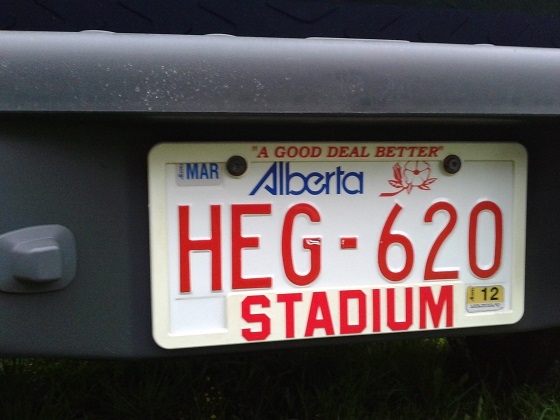 "A GOOD DEAL BETTER"
MAR
Alberta
HEG-620
STADIUM
12